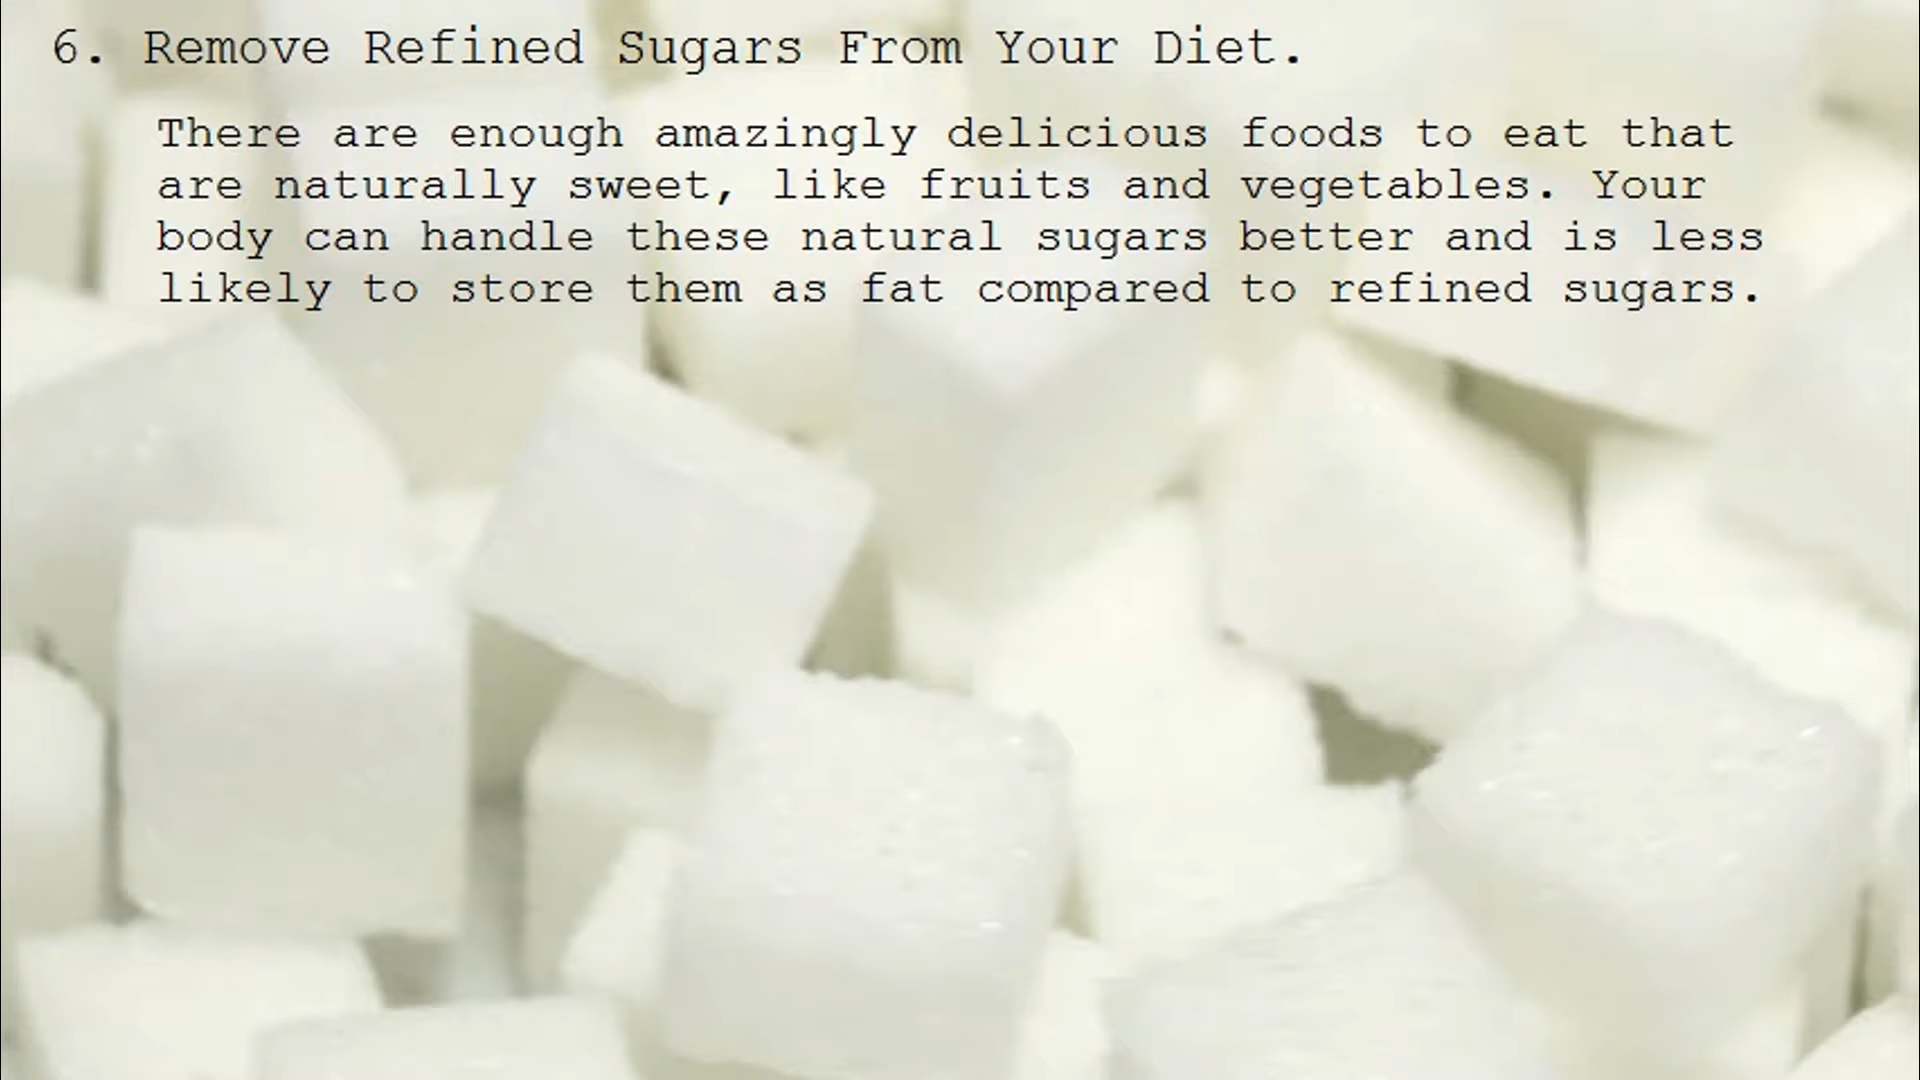 6. Remove Refined Sugars From Your Diet.
There are enough amazingly delicious foods to eat that
are naturally sweet, like fruits and vegetables. Your
body can handle these natural sugars better and is less
likely to store them as fat compared to refined sugars.